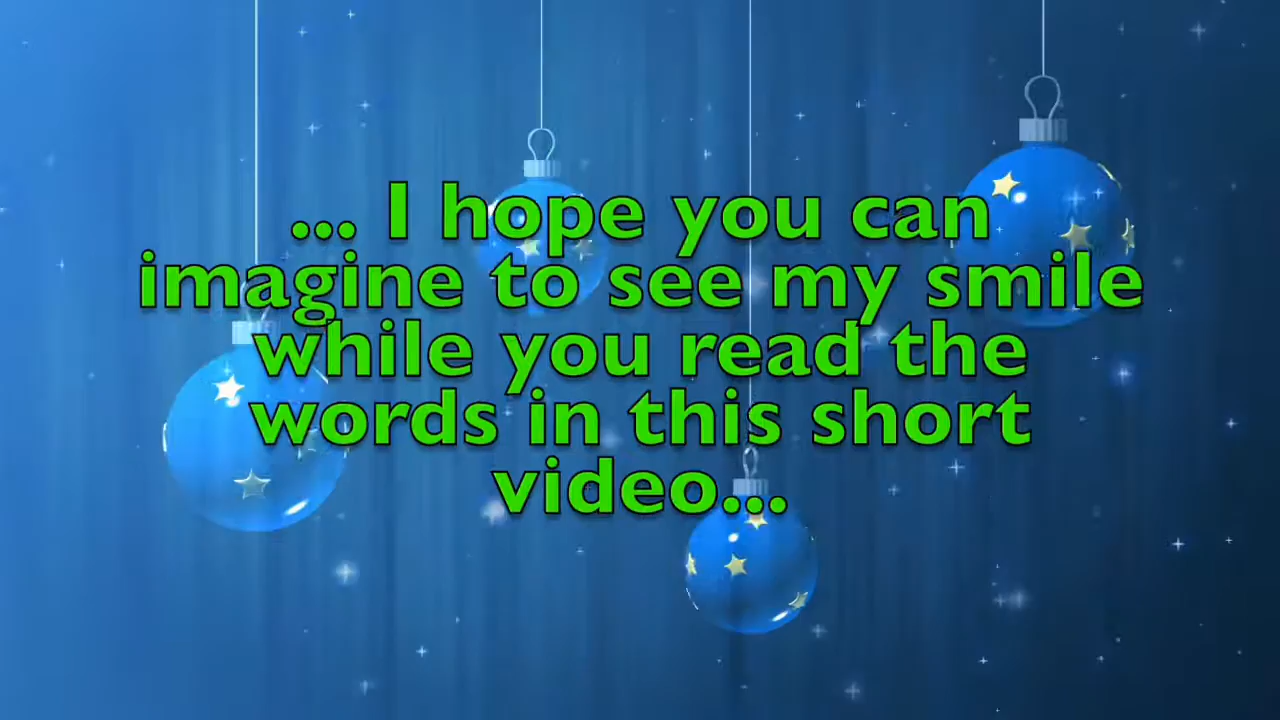 ... I hope you can
imagine to see my smile
while you read the
words in this short
video...